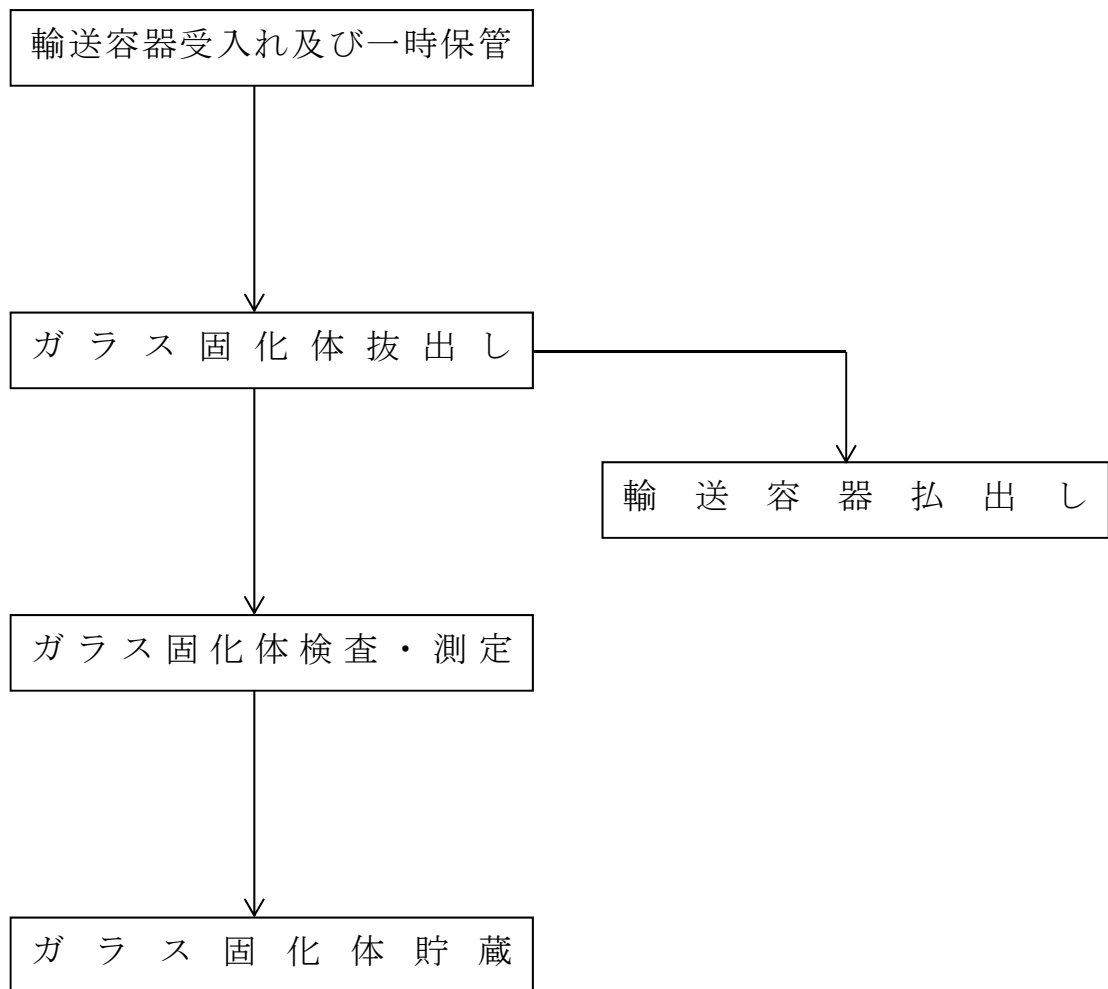 輸送容器受入れ及び一時保管
ガラス固化体抜出し
輸送容器払出し
ガラス固化体検査・測定
ガラス固化体貯蔵